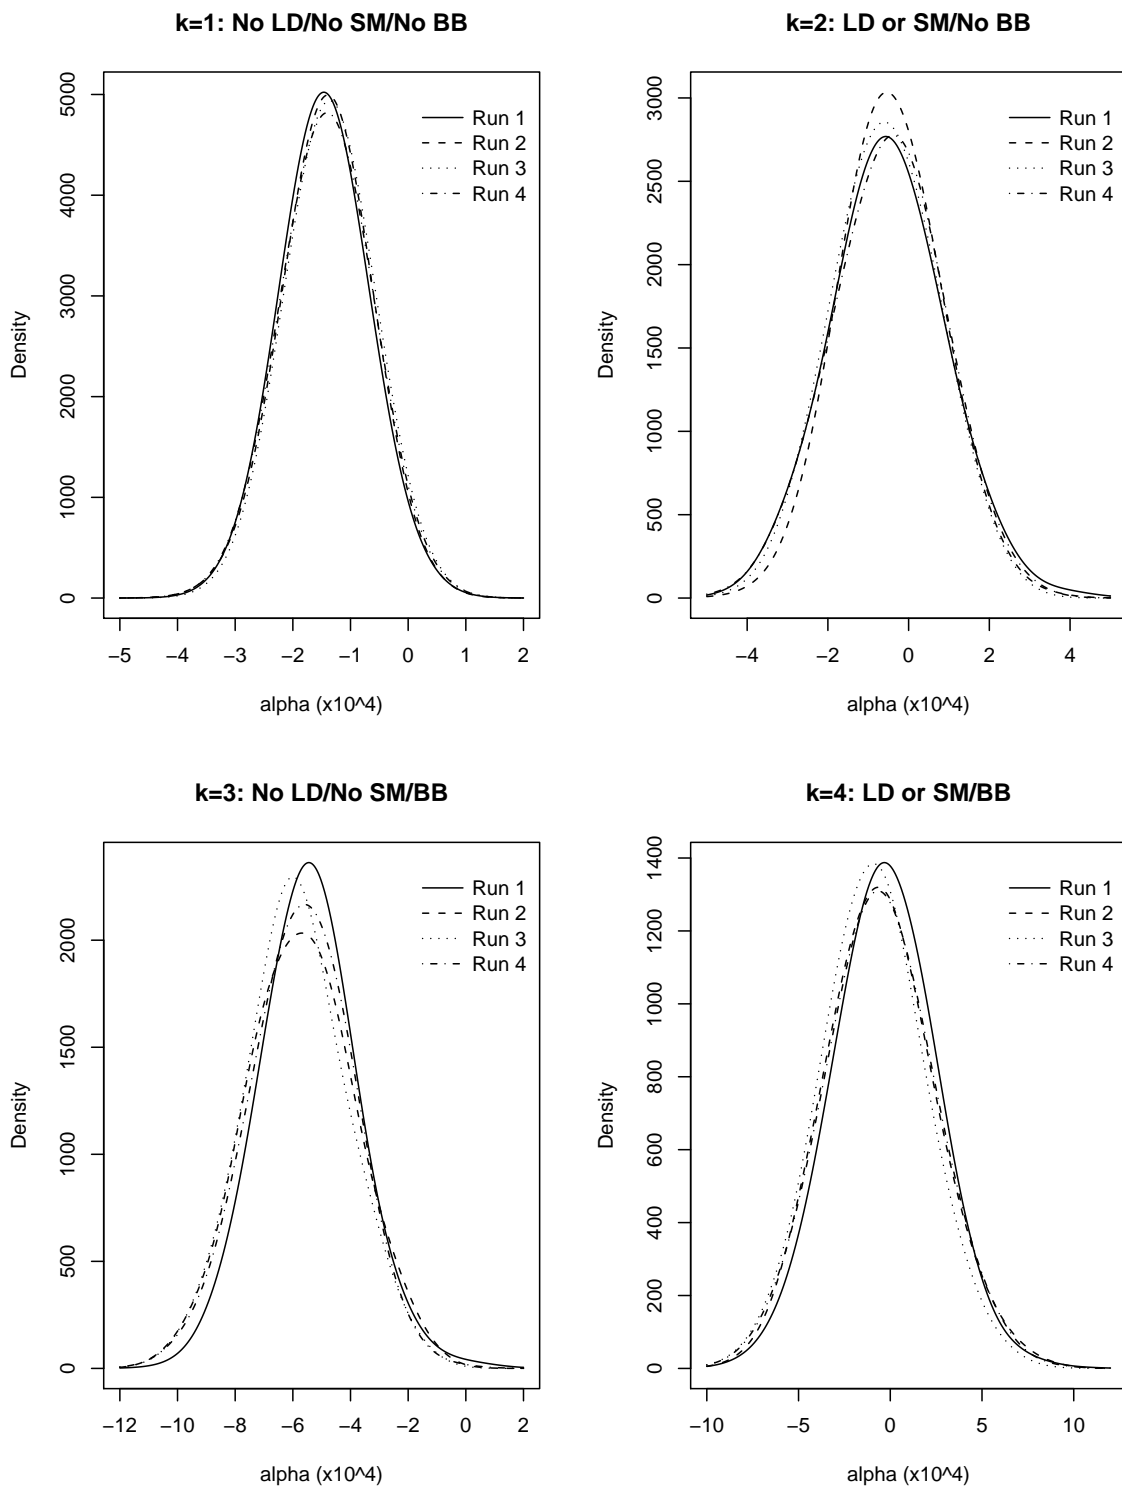 k=1: No LD/No SM/No BB
Density
0
1000
2000
3000
4000
5000
Run 1
Run 2
Run 3
Run 4
−5 −4 −3 −2 −1 0 1 2
alpha (x10^4)
k=2: LD or SM/No BB
Density
0
500
1000
1500
2000
2500
3000
Run 1
Run 2
Run 3
Run 4
−4 −2 0 2 4
alpha (x10^4)
k=3: No LD/No SM/BB
Density
0
500
1000
1500
2000
Run 1
Run 2
Run 3
Run 4
−12 −10 −8 −6 −4 −2 0 2
alpha (x10^4)
k=4: LD or SM/BB
Density
0
200
400
600
800
1000
1200
1400
Run 1
Run 2
Run 3
Run 4
−10 −5 0 5 10
alpha (x10^4)